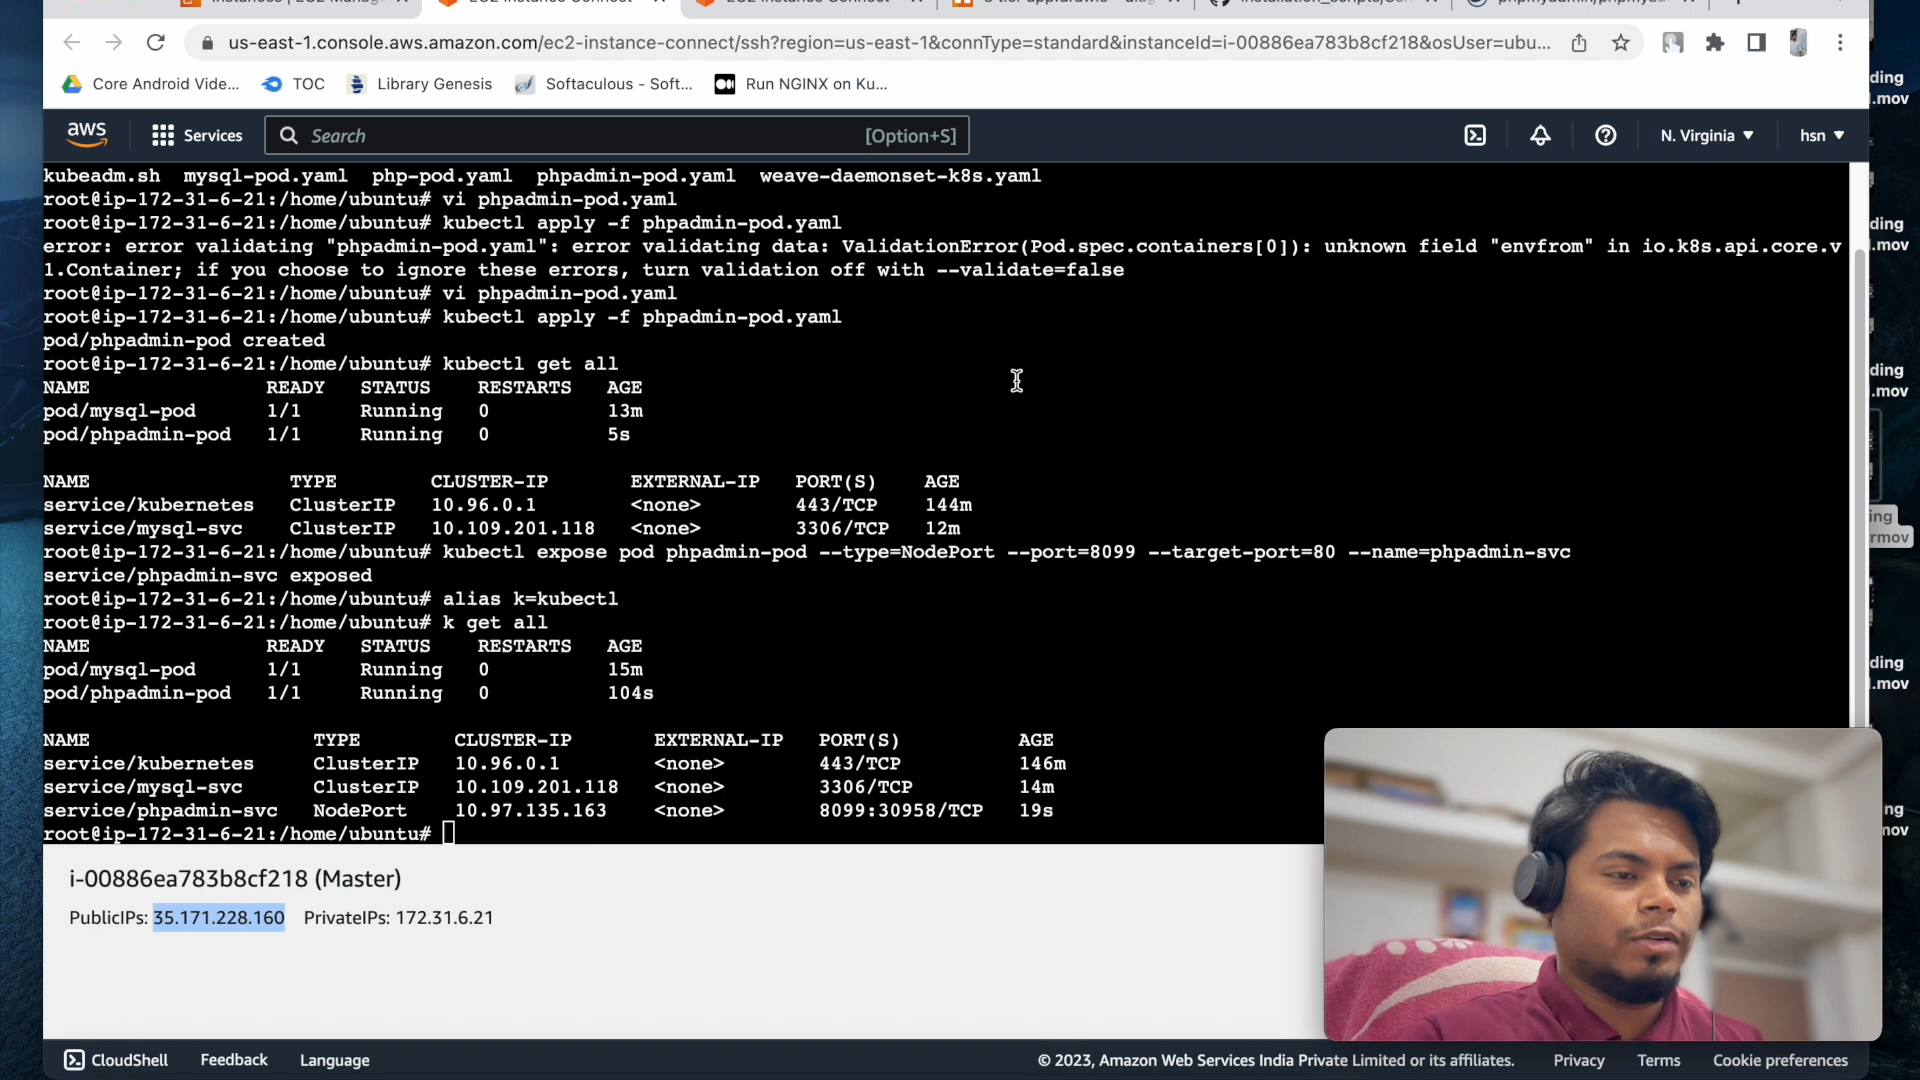 us-east-1.console.aws.amazon.com/ec2-instance-connect/ssh?region=us-east-1&connType=standard&instanceId=i-00886ea783b8cf218&osUser=ubu...
Core Android Vide... TOC Library Genesis Softaculous - Soft... Run NGINX on Ku...
aws Services Search [Option+S] N. Virginia hsn
kubeadm.sh mysql-pod.yaml php-pod.yaml phpadmin-pod.yaml weave-daemonset-k8s.yaml
root@ip-172-31-6-21:/home/ubuntu# vi phpadmin-pod.yaml
root@ip-172-31-6-21:/home/ubuntu# kubectl apply -f phpadmin-pod.yaml
error: error validating "phpadmin-pod.yaml": error validating data: ValidationError(Pod.spec.containers[0]): unknown field "envfrom" in io.k8s.api.core.v
1.Container; if you choose to ignore these errors, turn validation off with --validate=false
root@ip-172-31-6-21:/home/ubuntu# vi phpadmin-pod.yaml
root@ip-172-31-6-21:/home/ubuntu# kubectl apply -f phpadmin-pod.yaml
pod/phpadmin-pod created
root@ip-172-31-6-21:/home/ubuntu# kubectl get all
NAME READY STATUS RESTARTS AGE
pod/mysql-pod 1/1 Running 0 13m
pod/phpadmin-pod 1/1 Running 0 5s
NAME TYPE CLUSTER-IP EXTERNAL-IP PORT(S) AGE
service/kubernetes ClusterIP 10.96.0.1 <none> 443/TCP 144m
service/mysql-svc ClusterIP 10.109.201.118 <none> 3306/TCP 12m
root@ip-172-31-6-21:/home/ubuntu# kubectl expose pod phpadmin-pod --type=NodePort --port=8099 --target-port=80 --name=phpadmin-svc
service/phpadmin-svc exposed
root@ip-172-31-6-21:/home/ubuntu# alias k=kubectl
root@ip-172-31-6-21:/home/ubuntu# k get all
NAME READY STATUS RESTARTS AGE
pod/mysql-pod 1/1 Running 0 15m
pod/phpadmin-pod 1/1 Running 0 104s
NAME TYPE CLUSTER-IP EXTERNAL-IP PORT(S) AGE
service/kubernetes ClusterIP 10.96.0.1 <none> 443/TCP 146m
service/mysql-svc ClusterIP 10.109.201.118 <none> 3306/TCP 14m
service/phpadmin-svc NodePort 10.97.135.163 <none> 8099:30958/TCP 19s
root@ip-172-31-6-21:/home/ubuntu#
i-00886ea783b8cf218 (Master)
PublicIPs: 35.171.228.160 PrivateIPs: 172.31.6.21
CloudShell Feedback Language © 2023, Amazon Web Services India Private Limited or its affiliates. Privacy Terms Cookie preferences